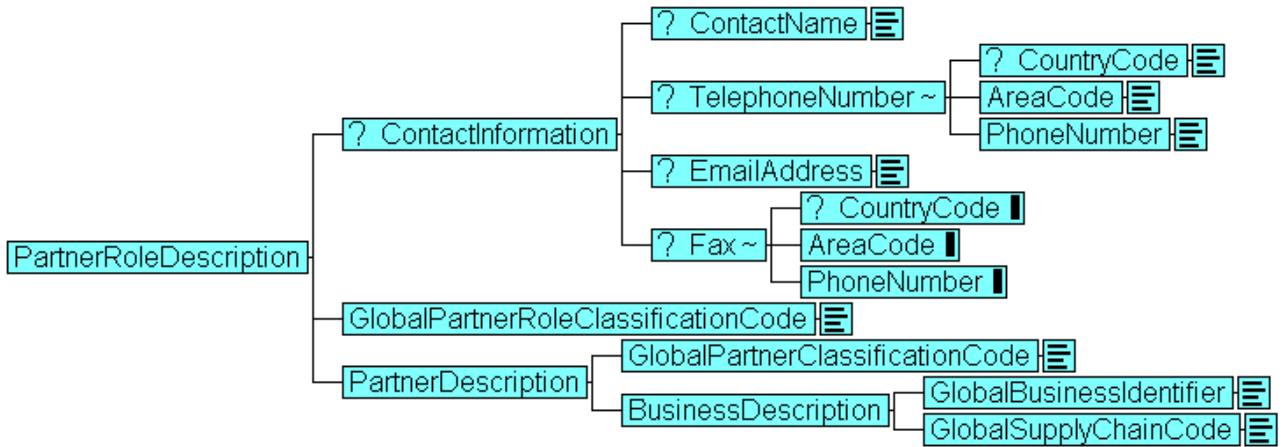 ? ContactName
? CountryCode
? TelephoneNumber ~
AreaCode
? ContactInformation
PhoneNumber
? EmailAddress
? CountryCode
? Fax ~
AreaCode
PartnerRoleDescription
PhoneNumber
GlobalPartnerRoleClassificationCode
GlobalPartnerClassificationCode
PartnerDescription
GlobalBusinessIdentifier
BusinessDescription
GlobalSupplyChainCode